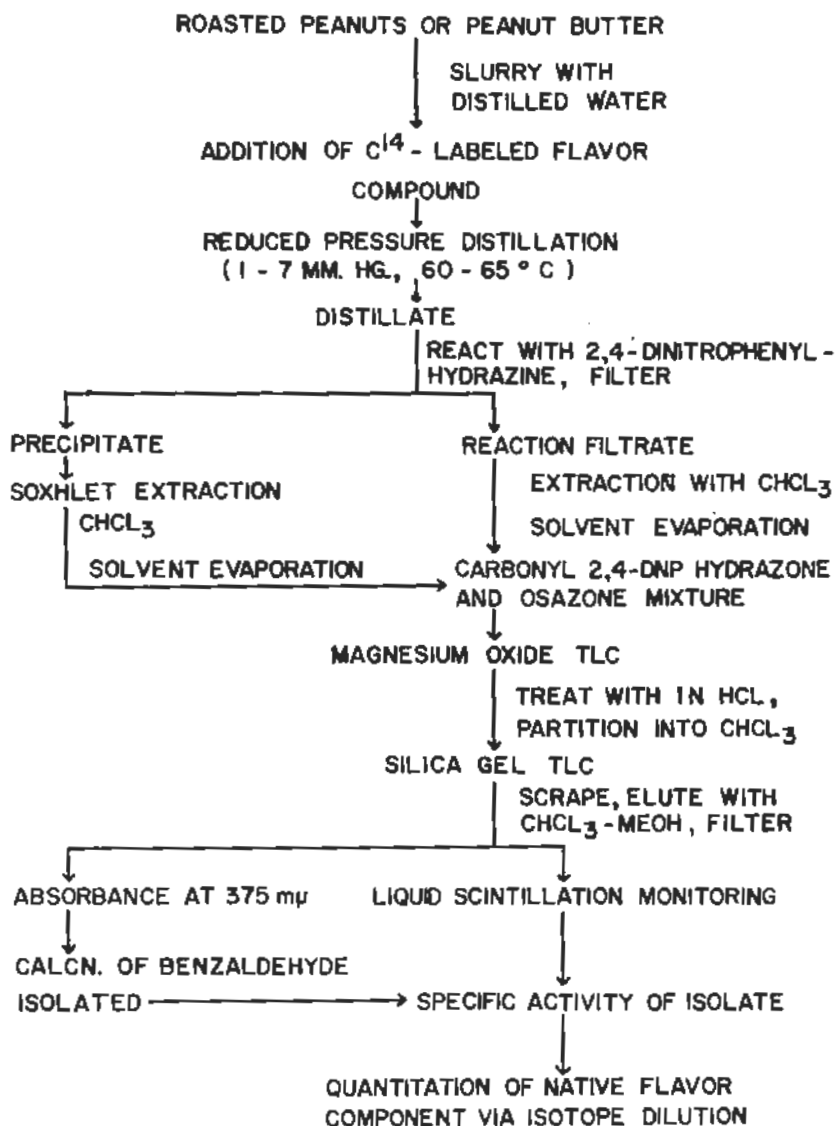 ROASTED PEANUTS OR PEANUT BUTTER
SLURRY WITH
DISTILLED WATER
ADDITION OF C14 - LABELED FLAVOR
COMPOUND
REDUCED PRESSURE DISTILLATION
(1 - 7 MM. HG., 60 - 65° C)
DISTILLATE
REACT WITH 2,4-DINITROPHENYL-
HYDRAZINE, FILTER
PRECIPITATE
SOXHLET EXTRACTION
CHCL3
SOLVENT EVAPORATION
REACTION FILTRATE
EXTRACTION WITH CHCL3
SOLVENT EVAPORATION
CARBONYL 2,4-DNP HYDRAZONE
AND OSAZONE MIXTURE
MAGNESIUM OXIDE TLC
TREAT WITH 1N HCL,
PARTITION INTO CHCL3
SILICA GEL TLC
SCRAPE, ELUTE WITH
CHCL3-MEOH, FILTER
ABSORBANCE AT 375 mμ
CALCN. OF BENZALDEHYDE
ISOLATED
LIQUID SCINTILLATION MONITORING
SPECIFIC ACTIVITY OF ISOLATE
QUANTITATION OF NATIVE FLAVOR
COMPONENT VIA ISOTOPE DILUTION